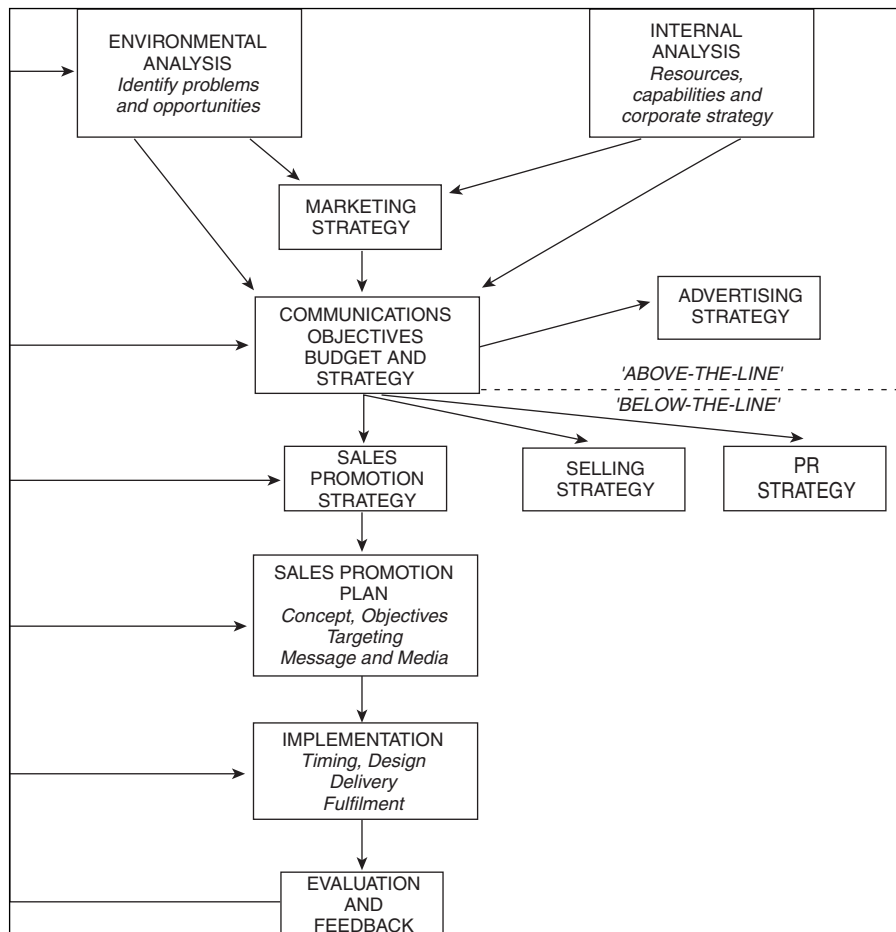 ENVIRONMENTAL
ANALYSIS
Identify problems
and opportunities
INTERNAL
ANALYSIS
Resources,
capabilities and
corporate strategy
MARKETING
STRATEGY
COMMUNICATIONS
OBJECTIVES
BUDGET AND
STRATEGY
ADVERTISING
STRATEGY
'ABOVE-THE-LINE'
'BELOW-THE-LINE'
SALES
PROMOTION
STRATEGY
SELLING
STRATEGY
PR
STRATEGY
SALES PROMOTION
PLAN
Concept, Objectives
Targeting
Message and Media
IMPLEMENTATION
Timing, Design
Delivery
Fulfilment
EVALUATION
AND
FEEDBACK